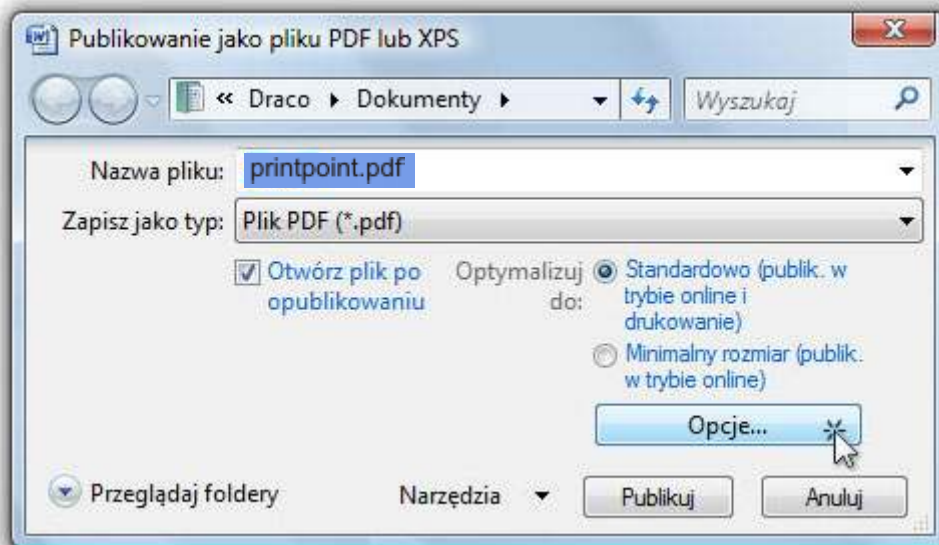 Publikowanie jako pliku PDF lub XPS
« Draco Dokumenty Wyszukaj
Nazwa pliku: printpoint.pdf
Zapisz jako typ: Plik PDF (*.pdf)
Otwórz plik po
opublikowaniu
Optymalizuj
do:
Standardowo (publik. w
trybie online i
drukowanie)
Minimalny rozmiar (publik.
w trybie online)
Opcje...
Przeglądaj foldery Narzędzia Publikuj Anuluj